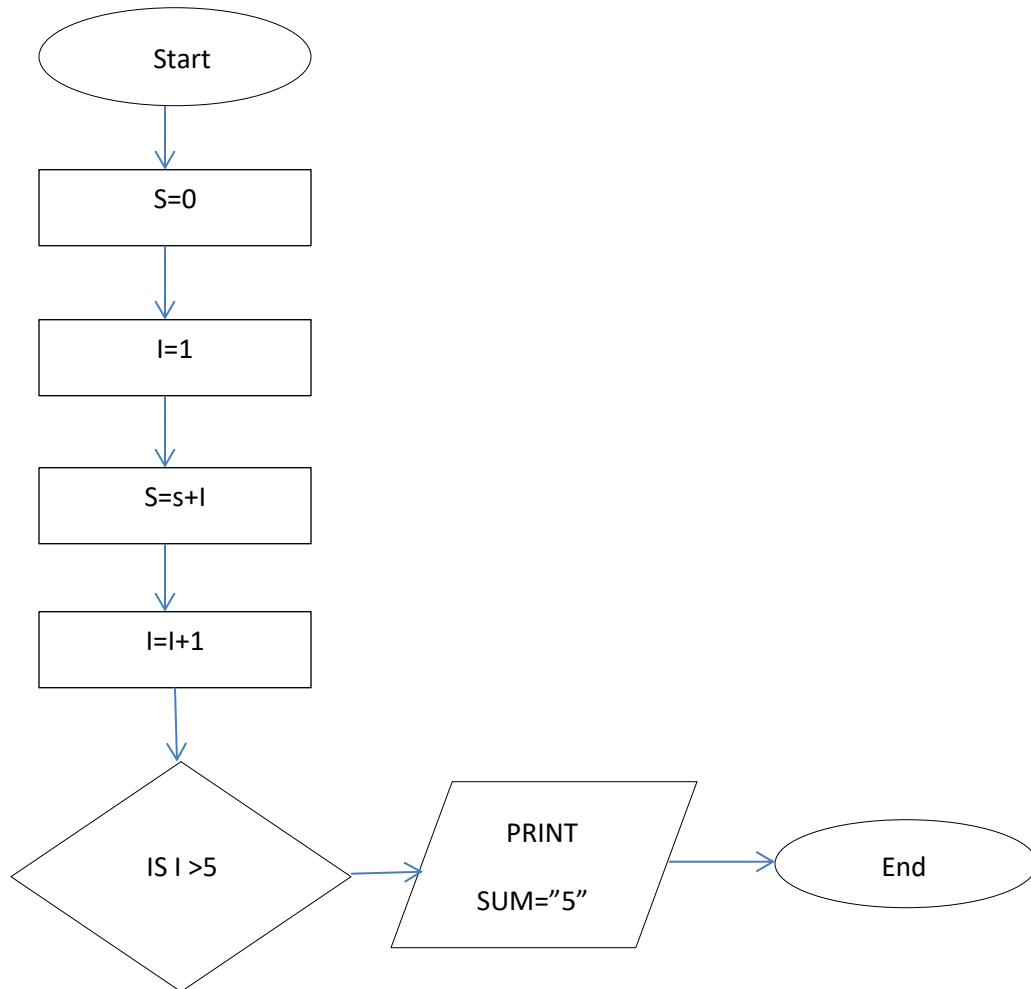 Start
S=0
I=1
S=s+I
I=I+1
IS I >5
PRINT
SUM=”5”
End